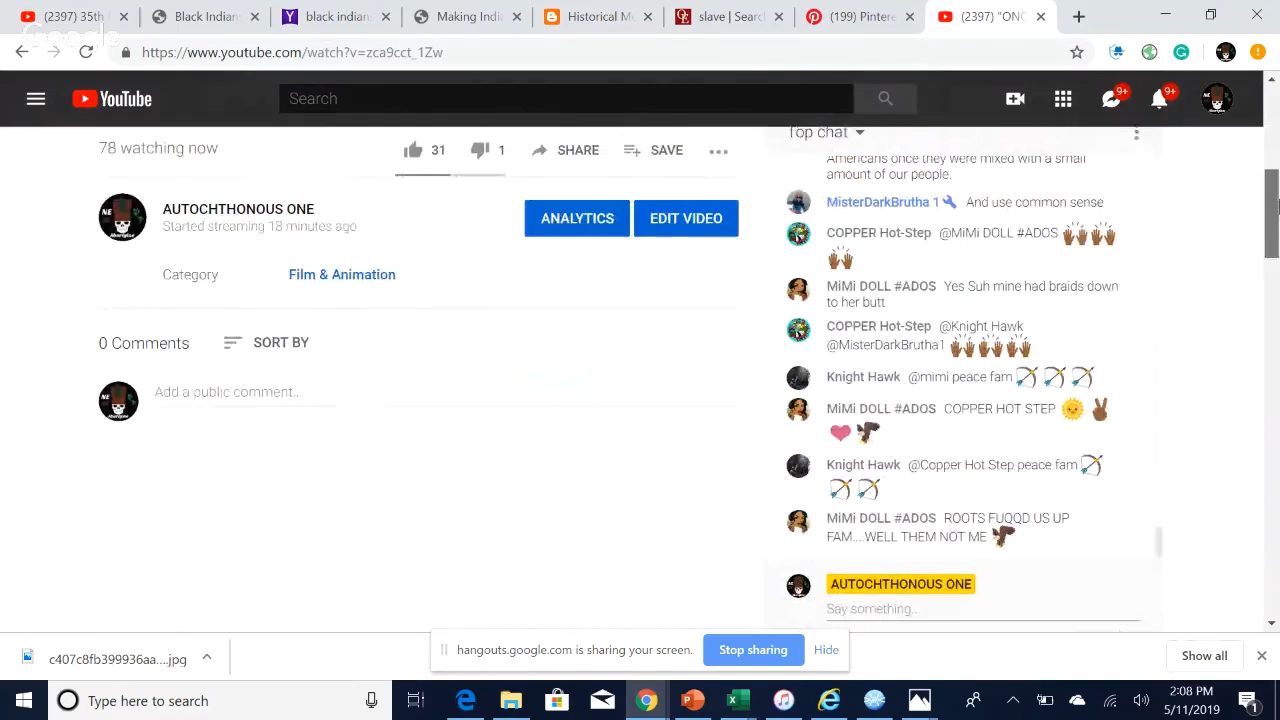 (2397) 35th
Black Indian
black indians
Making Indi
Historical M
slave | Search
(199) Pintere
(2397) "ONC
https://www.youtube.com/watch?v=zca9cct_1Zw
YouTube
Search
9+
9+
78 watching now
31
1
SHARE
SAVE
AUTOCHTHONOUS ONE
Started streaming 18 minutes ago
ANALYTICS
EDIT VIDEO
Category
Film & Animation
0 Comments
SORT BY
Add a public comment...
Top chat
Americans once they were mixed with a small
amount of our people.
MisterDarkBrutha 1 And use common sense
COPPER Hot-Step @MiMi DOLL #ADOS
MiMi DOLL #ADOS Yes Suh mine had braids down
to her butt
COPPER Hot-Step @Knight Hawk
@MisterDarkBrutha1
Knight Hawk @mimi peace fam
MiMi DOLL #ADOS COPPER HOT STEP
Knight Hawk @Copper Hot Step peace fam
MiMi DOLL #ADOS ROOTS FUQQD US UP
FAM....WELL THEM NOT ME
AUTOCHTHONOUS ONE
Say something...
hangouts.google.com is sharing your screen.
Stop sharing
Hide
c407c8fb399936aa....jpg
Show all
Type here to search
2:08 PM
5/11/2019
1